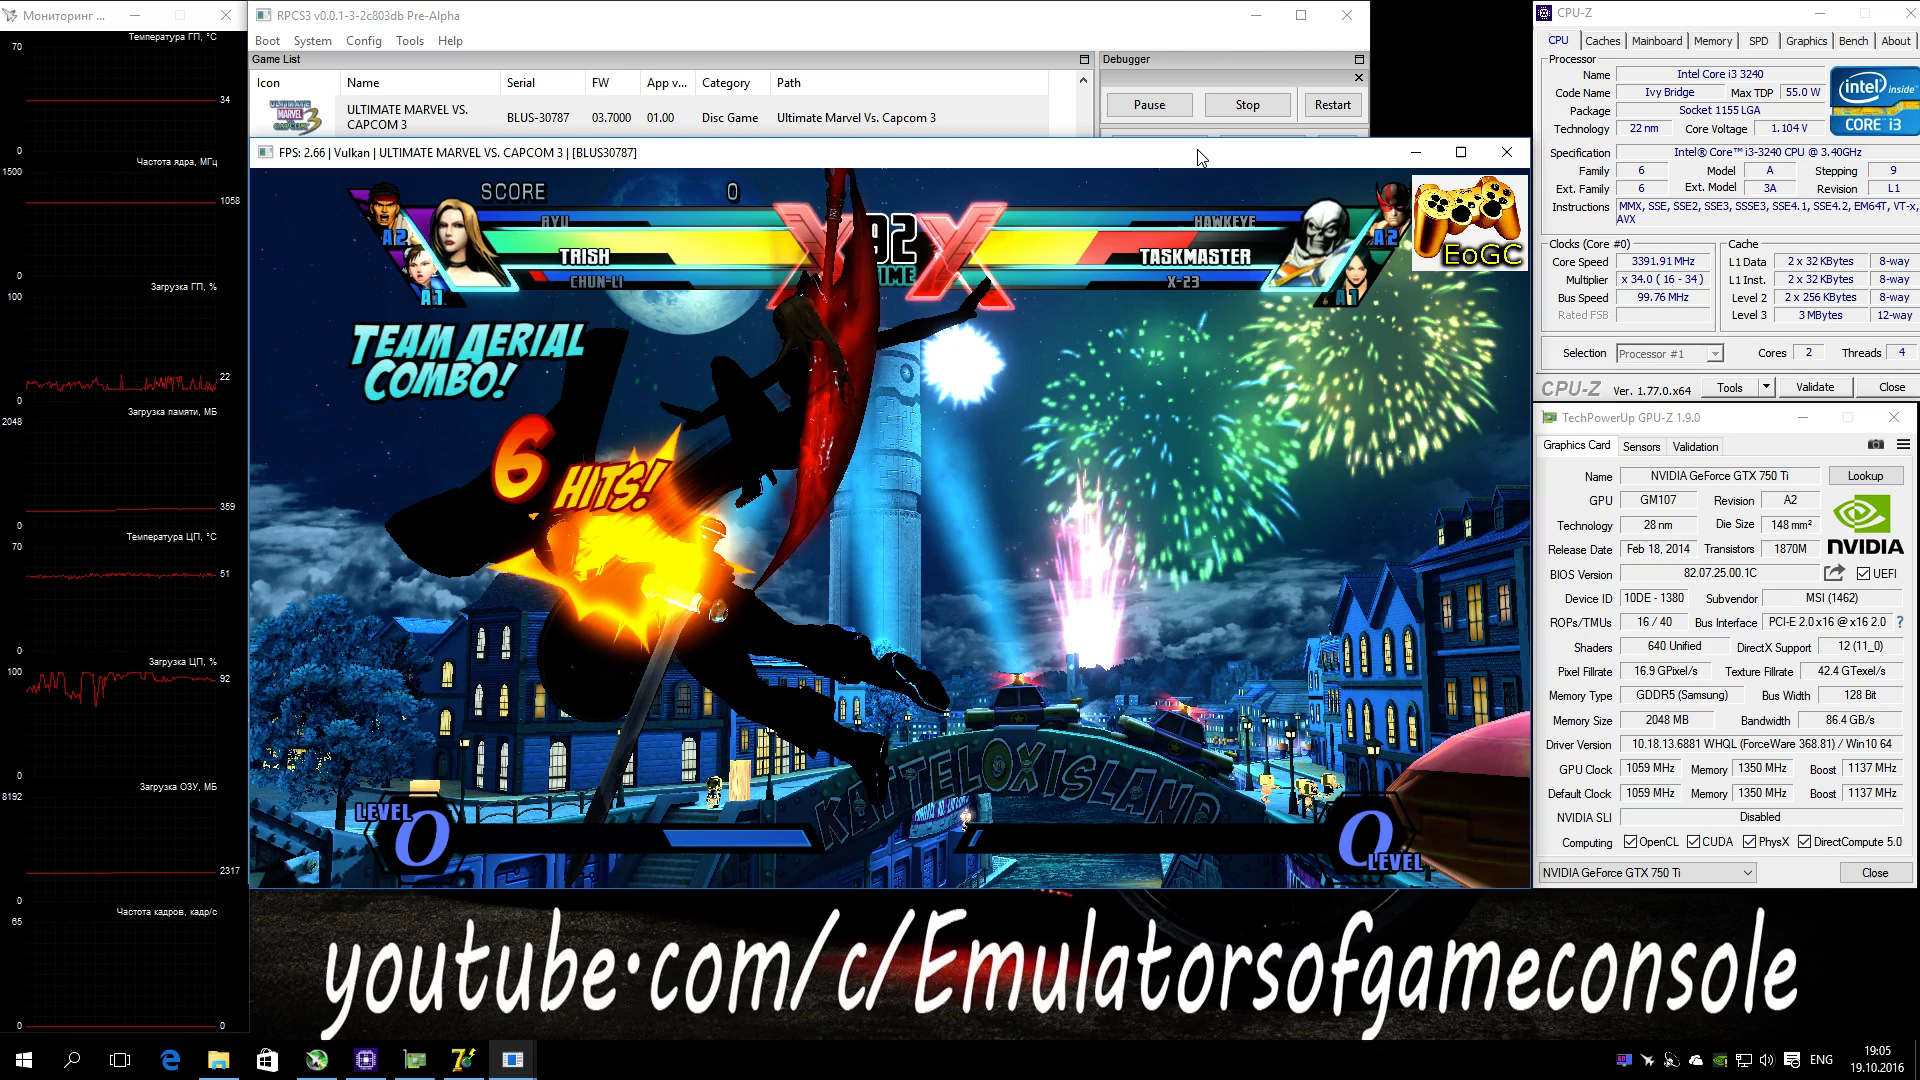 Мониторинг ...
Температура ГП, °C
70
34
0
Частота ядра, МГц
1500
1058
0
Загрузка ГП, %
100
22
0
Загрузка памяти, МБ
2048
359
0
Температура ЦП, °C
70
51
0
Загрузка ЦП, %
100
92
0
Загрузка ОЗУ, МБ
8192
2317
0
Частота кадров, кадр/с
65
0
0
RPCS3 v0.0.1-3-2c803db Pre-Alpha
Boot System Config Tools Help
Game List
Icon Name Serial FW App v... Category Path
ULTIMATE MARVEL VS. CAPCOM 3
ULTIMATE MARVEL VS.
CAPCOM 3
BLUS-30787 03.7000 01.00 Disc Game Ultimate Marvel Vs. Capcom 3
Debugger
Pause Stop Restart
FPS: 2.66 | Vulkan | ULTIMATE MARVEL VS. CAPCOM 3 | [BLUS30787]
SCORE 0
RYU
A2
TRISH
CHUN-LI
A1
92
TIME
HAWKEYE
A2
TASKMASTER
X-23
A1
EoGC
TEAM AERIAL
COMBO!
6 HITS!
KATTELOX ISLAND
LEVEL
0
0
LEVEL
youtube.com/c/Emulatorsofgameconsole
CPU-Z
CPU Caches Mainboard Memory SPD Graphics Bench About
Processor
Name Intel Core i3 3240
Code Name Ivy Bridge Max TDP 55.0 W
Package Socket 1155 LGA
Technology 22 nm Core Voltage 1.104 V
intel inside™
CORE i3
Specification Intel® Core™ i3-3240 CPU @ 3.40GHz
Family 6 Model A Stepping 9
Ext. Family 6 Ext. Model 3A Revision L1
Instructions MMX, SSE, SSE2, SSE3, SSSE3, SSE4.1, SSE4.2, EM64T, VT-x,
AVX
Clocks (Core #0)
Core Speed 3391.91 MHz
Multiplier x 34.0 ( 16 - 34 )
Bus Speed 99.76 MHz
Rated FSB
Cache
L1 Data 2 x 32 KBytes 8-way
L1 Inst. 2 x 32 KBytes 8-way
Level 2 2 x 256 KBytes 8-way
Level 3 3 MBytes 12-way
Selection Processor #1 Cores 2 Threads 4
CPU-Z Ver. 1.77.0.x64 Tools Validate Close
TechPowerUp GPU-Z 1.9.0
Graphics Card Sensors Validation
Name NVIDIA GeForce GTX 750 Ti Lookup
GPU GM107 Revision A2
Technology 28 nm Die Size 148 mm²
Release Date Feb 18, 2014 Transistors 1870M
NVIDIA
BIOS Version 82.07.25.00.1C UEFI
Device ID 10DE - 1380 Subvendor MSI (1462)
ROPs/TMUs 16 / 40 Bus Interface PCI-E 2.0 x16 @ x16 2.0 ?
Shaders 640 Unified DirectX Support 12 (11_0)
Pixel Fillrate 16.9 GPixel/s Texture Fillrate 42.4 GTexel/s
Memory Type GDDR5 (Samsung) Bus Width 128 Bit
Memory Size 2048 MB Bandwidth 86.4 GB/s
Driver Version 10.18.13.6881 WHQL (ForceWare 368.81) / Win10 64
GPU Clock 1059 MHz Memory 1350 MHz Boost 1137 MHz
Default Clock 1059 MHz Memory 1350 MHz Boost 1137 MHz
NVIDIA SLI Disabled
Computing OpenCL CUDA PhysX DirectCompute 5.0
NVIDIA GeForce GTX 750 Ti Close
ENG
19:05
19.10.2016